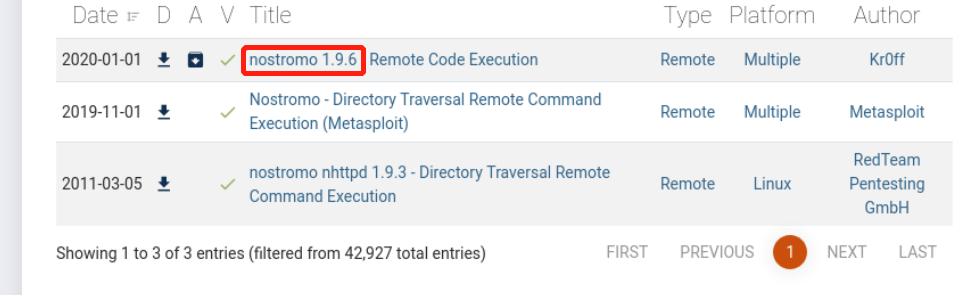 Date D A V Title Type Platform Author
2020-01-01 nostromo 1.9.6 Remote Code Execution Remote Multiple Kr0ff
2019-11-01 Nostromo - Directory Traversal Remote Command Execution (Metasploit) Remote Multiple Metasploit
2011-03-05 nostromo nhttpd 1.9.3 - Directory Traversal Remote Command Execution Remote Linux RedTeam Pentesting GmbH
Showing 1 to 3 of 3 entries (filtered from 42,927 total entries) FIRST PREVIOUS 1 NEXT LAST